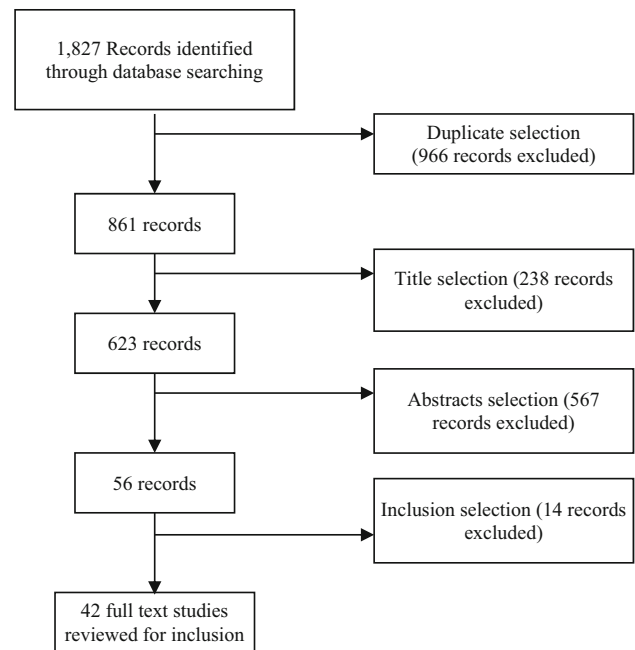 1,827 Records identified
through database searching
Duplicate selection
(966 records excluded)
861 records
Title selection (238 records
excluded)
623 records
Abstracts selection (567
records excluded)
56 records
Inclusion selection (14 records
excluded)
42 full text studies
reviewed for inclusion